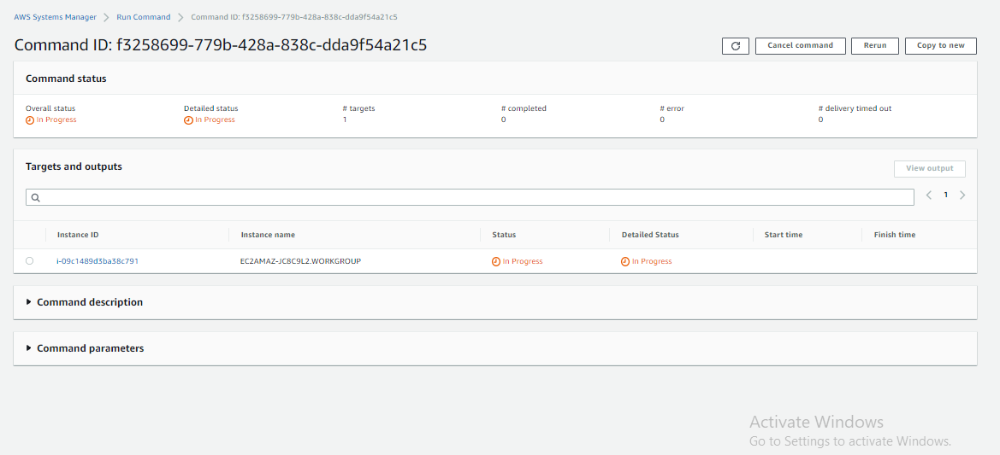 AWS Systems Manager > Run Command > Command ID: f3258699-779b-428a-838c-dda9f54a21c5
Command ID: f3258699-779b-428a-838c-dda9f54a21c5 Cancel command Rerun Copy to new
Command status
Overall status Detailed status # targets # completed # error # delivery timed out
In Progress In Progress 1 0 0 0
Targets and outputs View output
1
Instance ID Instance name Status Detailed Status Start time Finish time
i-09c1489d3ba38c791 EC2AMAZ-JC8C9L2.WORKGROUP In Progress In Progress
Command description
Command parameters
Activate Windows
Go to Settings to activate Windows.